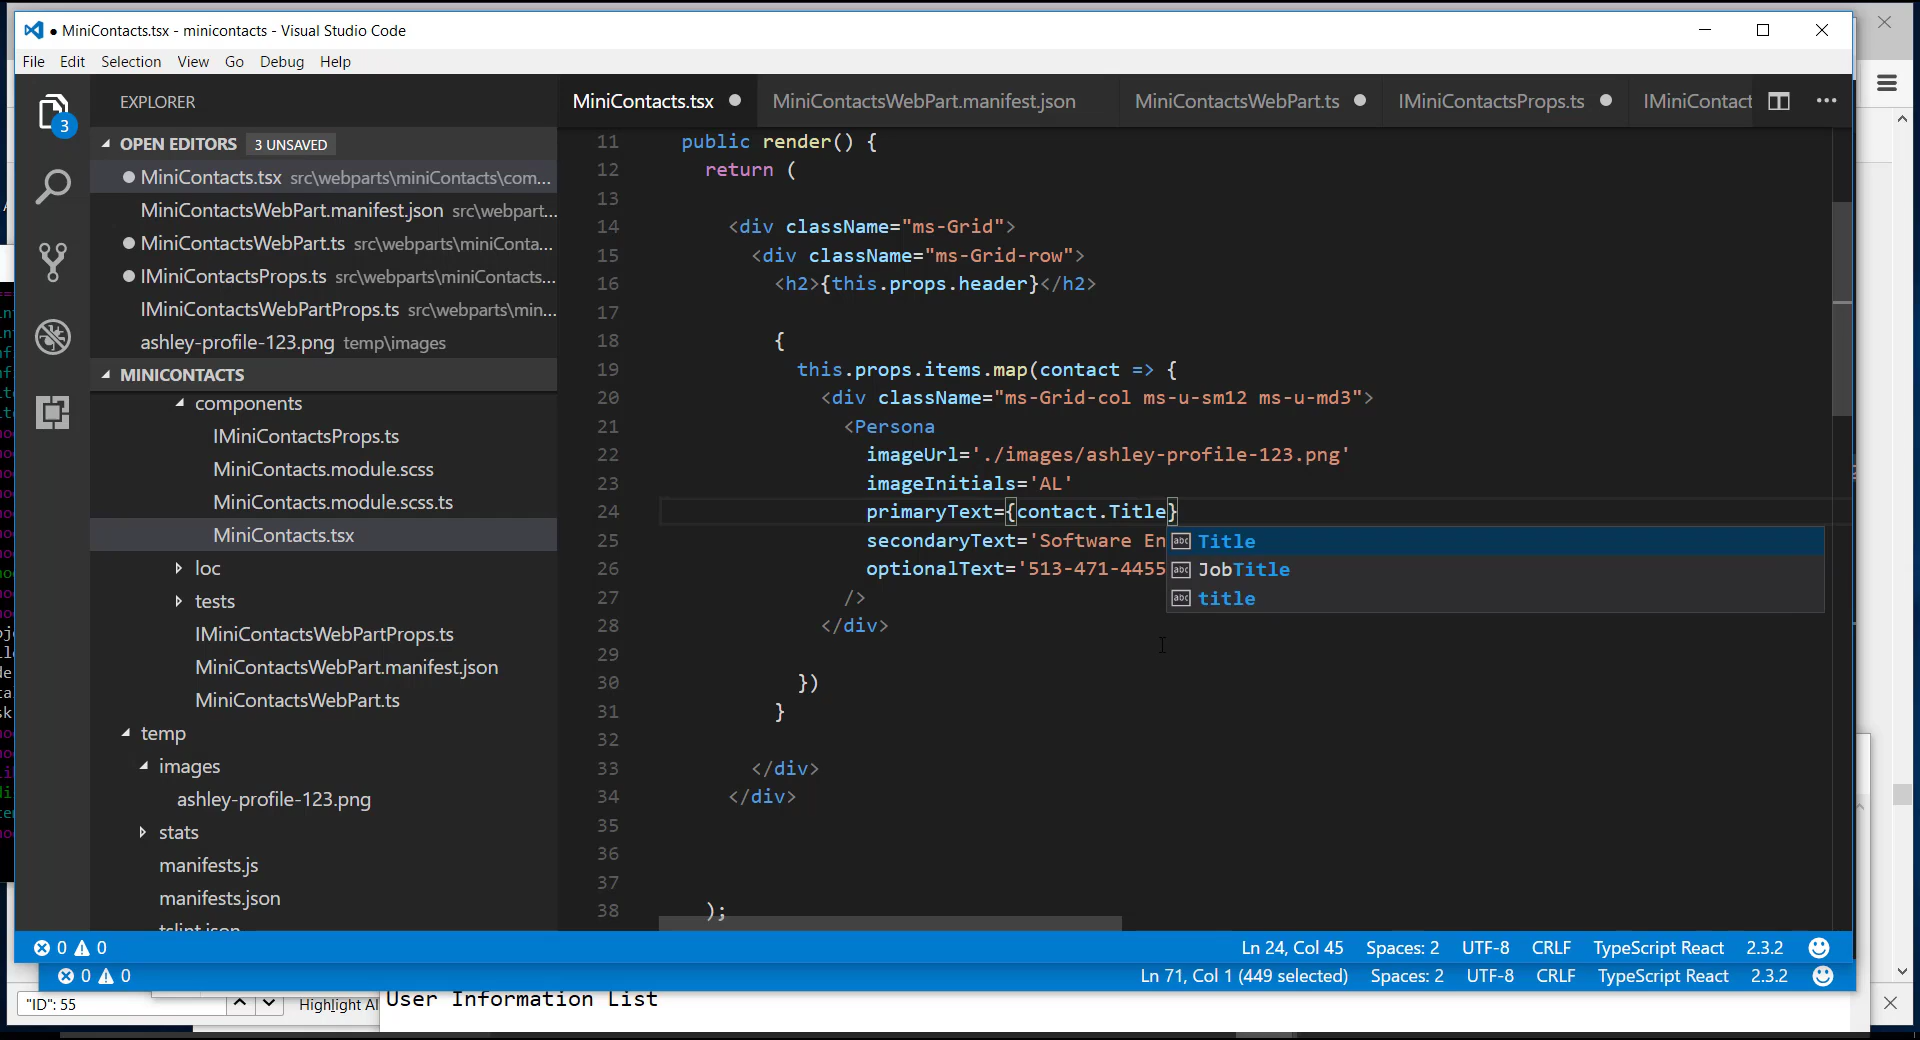 ● MiniContacts.tsx - minicontacts - Visual Studio Code
File Edit Selection View Go Debug Help
EXPLORER
MiniContacts.tsx ● MiniContactsWebPart.manifest.json MiniContactsWebPart.ts ● IMiniContactsProps.ts ● IMiniContact
OPEN EDITORS 3 UNSAVED
3
● MiniContacts.tsx src\webparts\miniContacts\com...
MiniContactsWebPart.manifest.json src\webpart...
● MiniContactsWebPart.ts src\webparts\miniConta...
● IMiniContactsProps.ts src\webparts\miniContacts...
IMiniContactsWebPartProps.ts src\webparts\min...
ashley-profile-123.png temp\images
MINICONTACTS
components
IMiniContactsProps.ts
MiniContacts.module.scss
MiniContacts.module.scss.ts
MiniContacts.tsx
loc
tests
IMiniContactsWebPartProps.ts
MiniContactsWebPart.manifest.json
MiniContactsWebPart.ts
temp
images
ashley-profile-123.png
stats
manifests.js
manifests.json
tslint.json
11 public render() {
12 return (
13
14 <div className="ms-Grid">
15 <div className="ms-Grid-row">
16 <h2>{this.props.header}</h2>
17
18 {
19 this.props.items.map(contact => {
20 <div className="ms-Grid-col ms-u-sm12 ms-u-md3">
21 <Persona
22 imageUrl='./images/ashley-profile-123.png'
23 imageInitials='AL'
24 primaryText={contact.Title}
25 secondaryText='Software En
26 optionalText='513-471-4455
27 />
28 </div>
29
30 })
31 }
32
33 </div>
34 </div>
35
36
37
38 );
abc Title
abc JobTitle
abc title
0 0 Ln 24, Col 45 Spaces: 2 UTF-8 CRLF TypeScript React 2.3.2
0 0 Ln 71, Col 1 (449 selected) Spaces: 2 UTF-8 CRLF TypeScript React 2.3.2
"ID": 55 Highlight Al User Information List